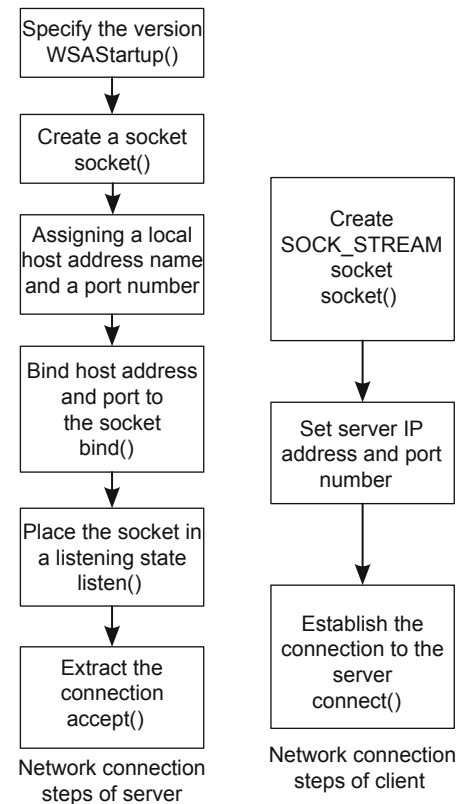 Specify the version
WSAStartup()
Create a socket
socket()
Assigning a local
host address name
and a port number
Bind host address
and port to
the socket
bind()
Place the socket in
a listening state
listen()
Extract the
connection
accept()
Network connection
steps of server
Create
SOCK_STREAM
socket
socket()
Set server IP
address and port
number
Establish the
connection to the
server
connect()
Network connection
steps of client